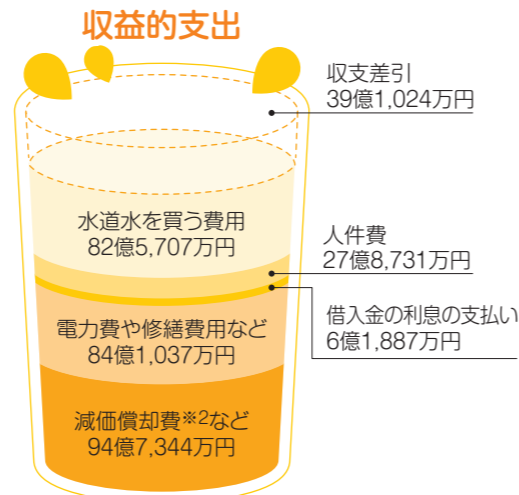 収益的支出
収支差引
39億1,024万円
水道水を買う費用
82億5,707万円
人件費
27億8,731万円
借入金の利息の支払い
6億1,887万円
電力費や修繕費用など
84億1,037万円
減価償却費※2など
94億7,344万円